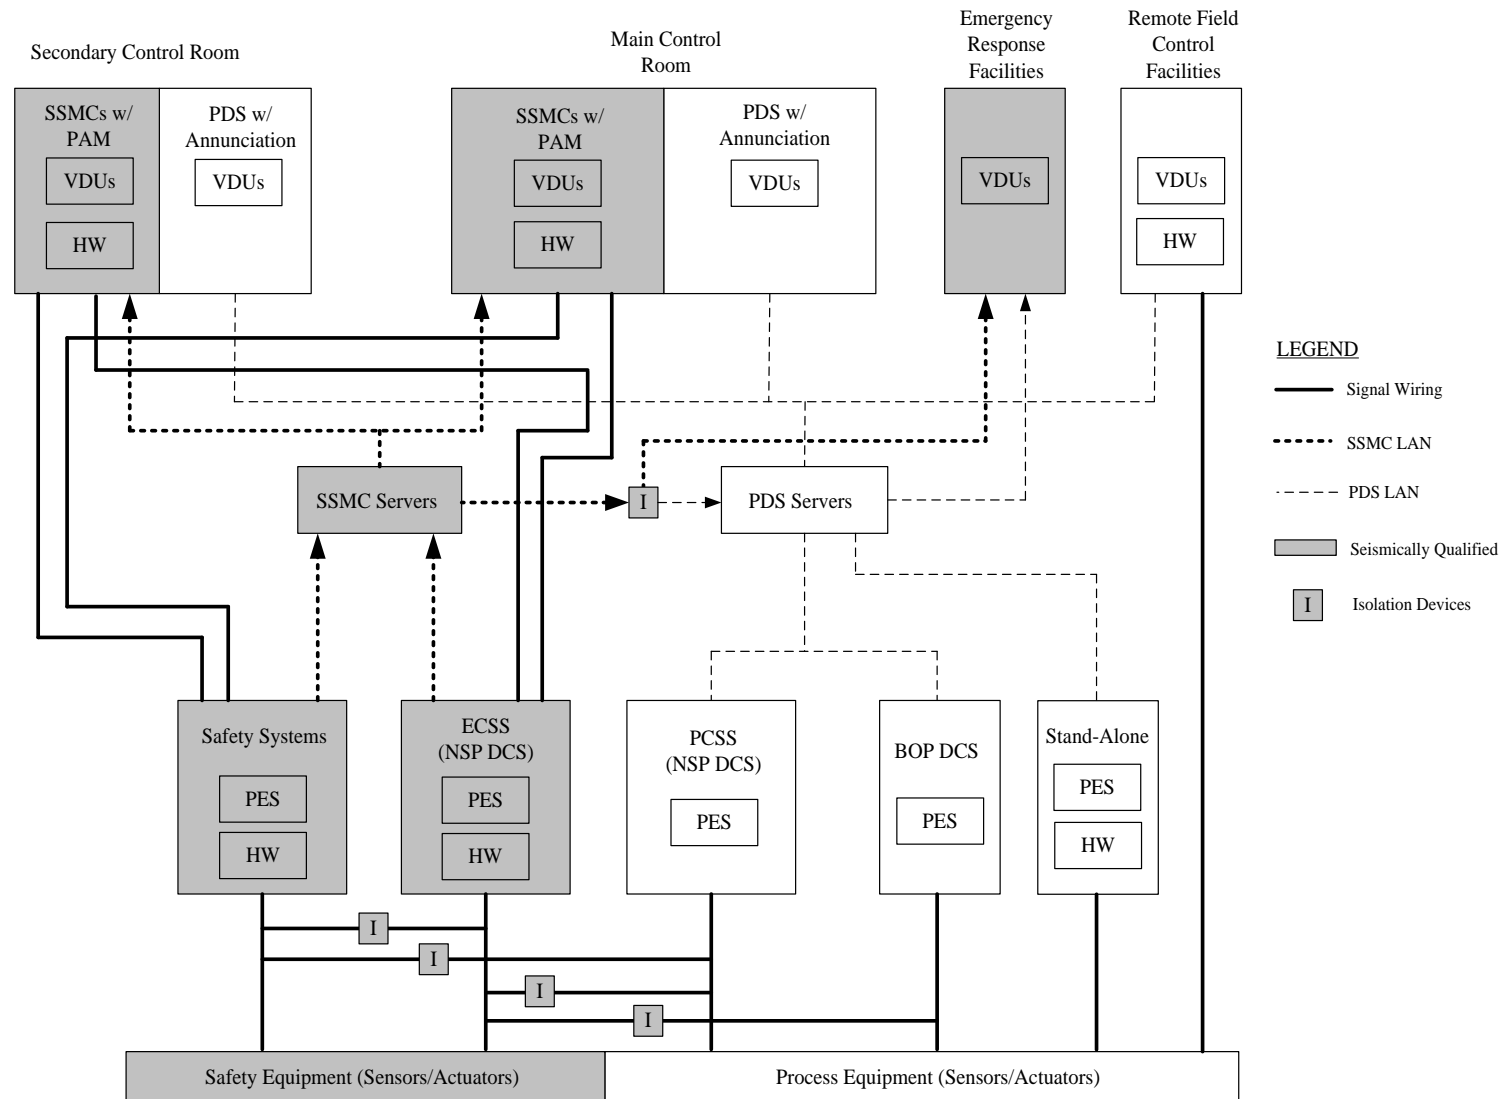 Secondary Control Room
Main Control
Room
Emergency
Response
Facilities
Remote Field
Control
Facilities
SSMCs w/
PAM
VDUs
HW
PDS w/
Annunciation
VDUs
SSMCs w/
PAM
VDUs
HW
PDS w/
Annunciation
VDUs
VDUs
VDUs
HW
LEGEND
Signal Wiring
SSMC LAN
PDS LAN
Seismically Qualified
I
Isolation Devices
SSMC Servers
I
PDS Servers
Safety Systems
PES
HW
ECSS
(NSP DCS)
PES
HW
PCSS
(NSP DCS)
PES
BOP DCS
PES
Stand-Alone
PES
HW
I
I
I
I
Safety Equipment (Sensors/Actuators)
Process Equipment (Sensors/Actuators)